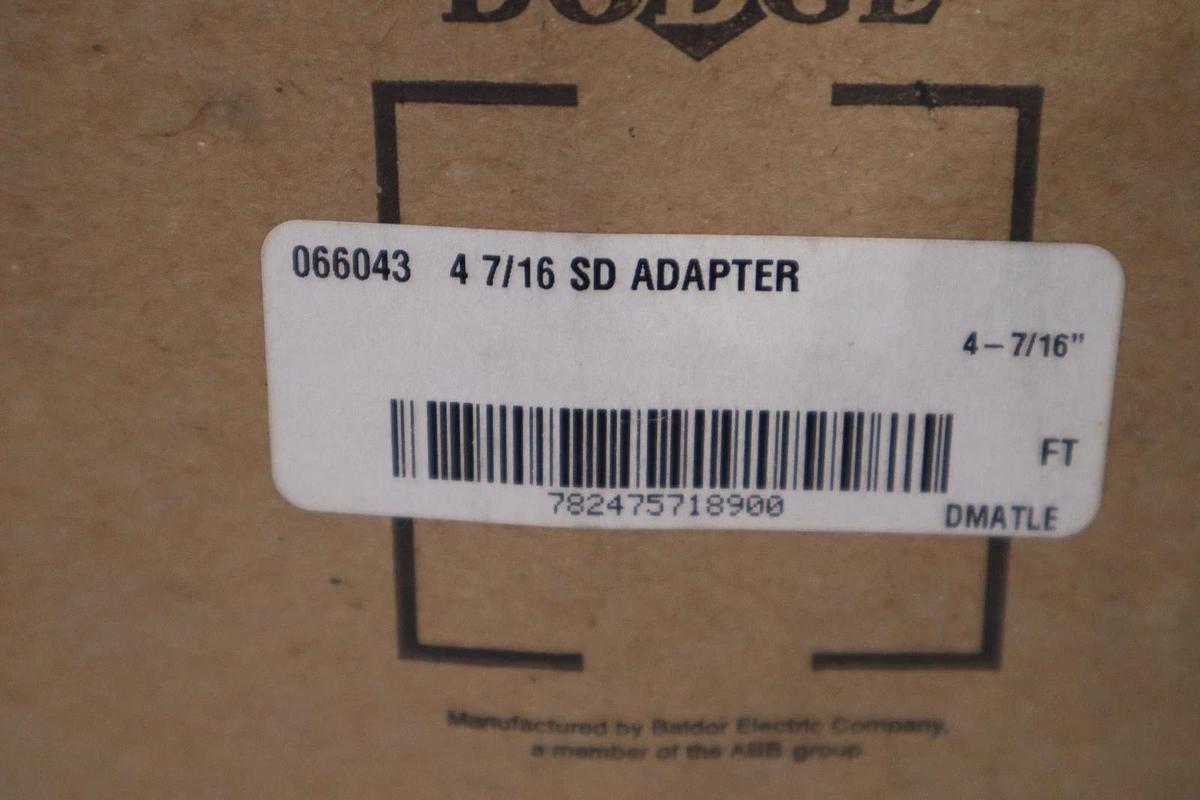 DODGE
066043 4 7/16 SD ADAPTER
4-7/16"
FT
782475718900
DMATLE
Manufactured by Baldor Electric Company,
a member of the ABB group